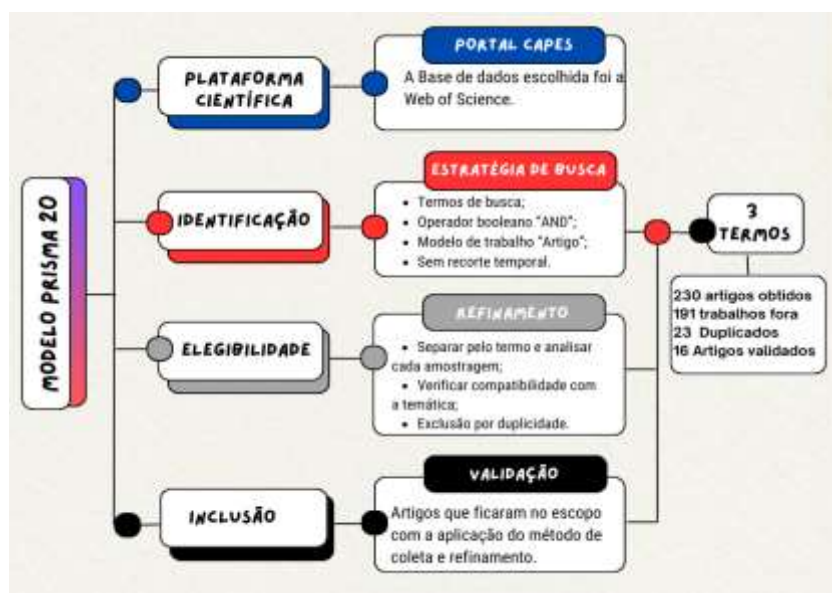 MODELO PRISMA 20
PLATAFORMA
CIENTÍFICA
PORTAL CAPES
A Base de dados escolhida foi a
Web of Science.
IDENTIFICAÇÃO
ESTRATÉGIA DE BUSCA
• Termos de busca;
• Operador booleano "AND";
• Modelo de trabalho "Artigo";
• Sem recorte temporal.
ELEGIBILIDADE
REFINAMENTO
• Separar pelo termo e analisar
cada amostragem;
• Verificar compatibilidade com
a temática;
• Exclusão por duplicidade.
INCLUSÃO
VALIDAÇÃO
Artigos que ficaram no escopo
com a aplicação do método de
coleta e refinamento.
3
TERMOS
230 artigos obtidos
191 trabalhos fora
23 Duplicados
16 Artigos validados